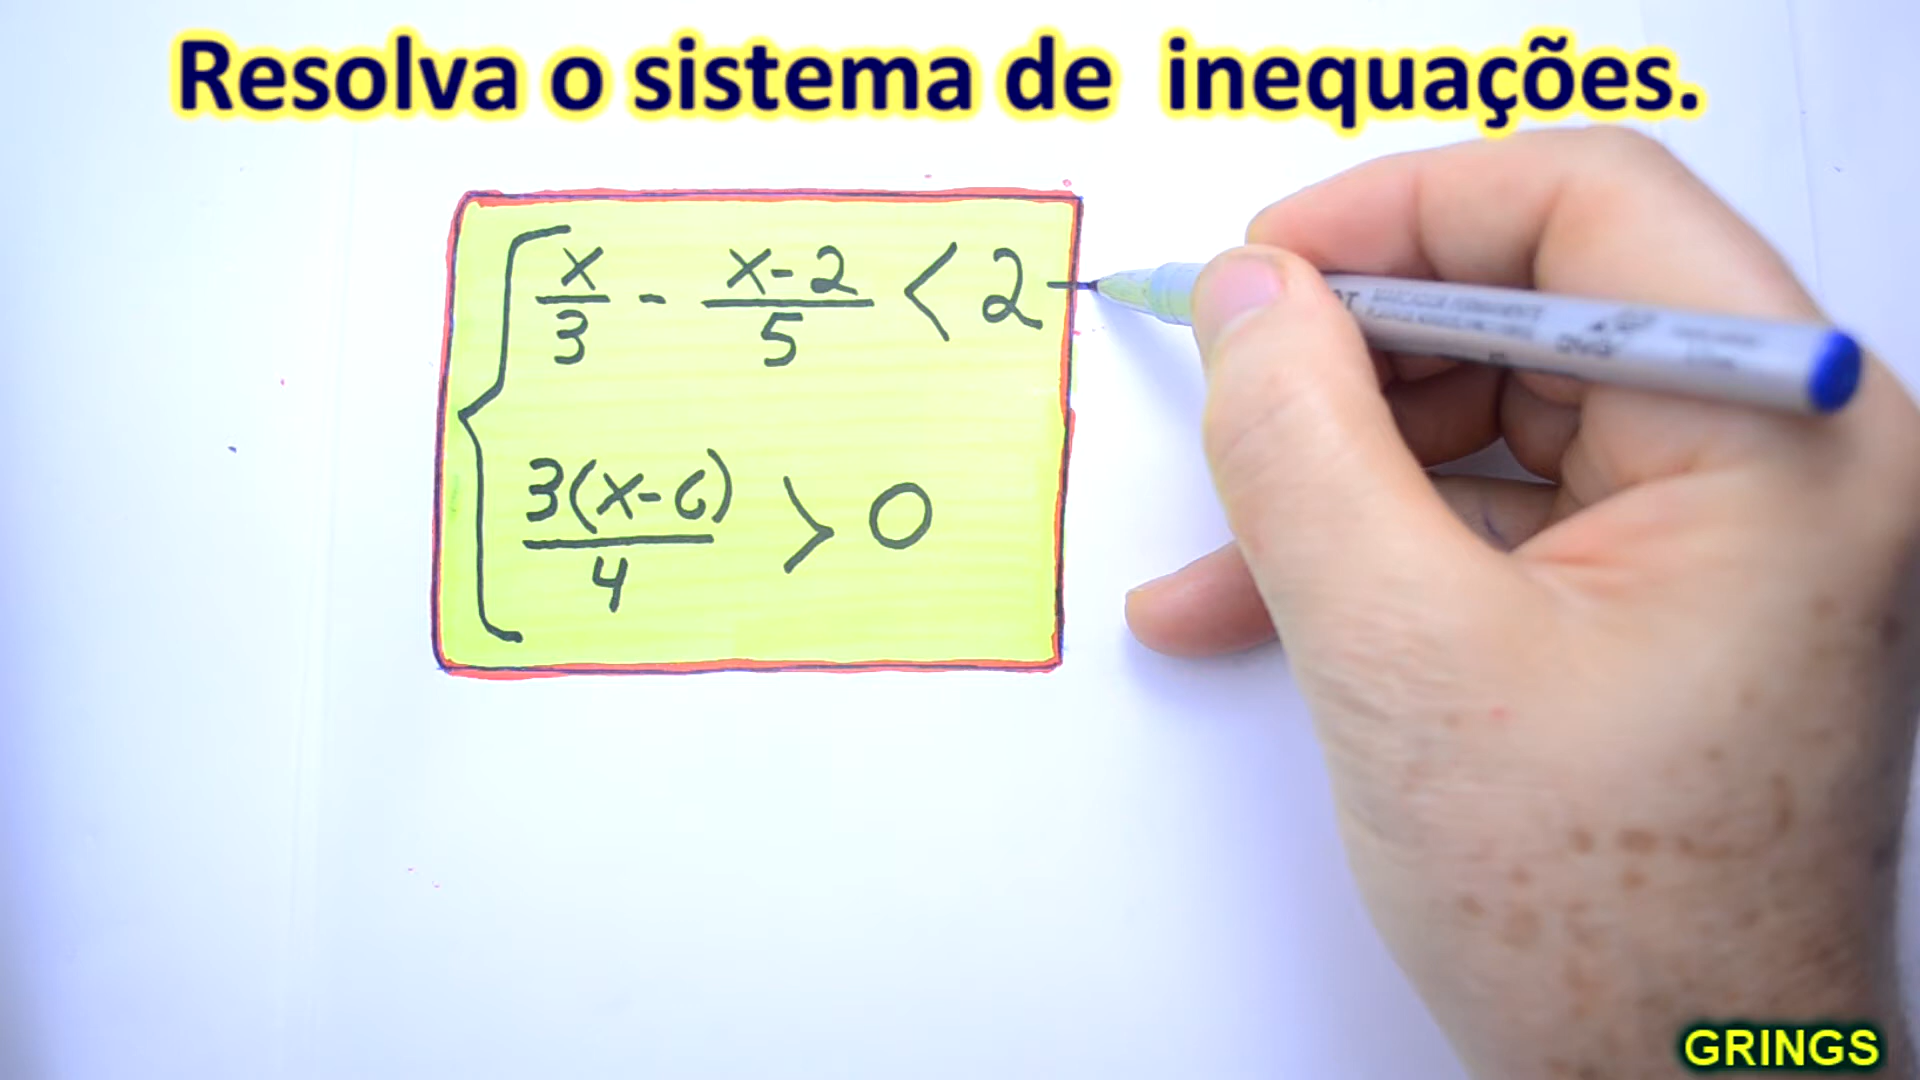 Resolva o sistema de inequações.
x/3 - (x-2)/5 < 2
3(x-6)/4 > 0
GRINGS